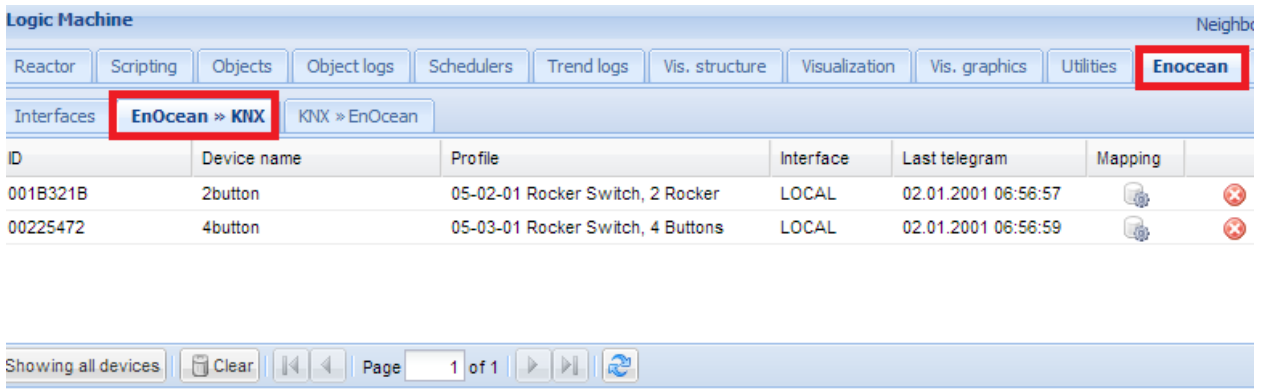 Logic Machine
Neighbo
Reactor Scripting Objects Object logs Schedulers Trend logs Vis. structure Visualization Vis. graphics Utilities Enocean
Interfaces EnOcean » KNX KNX » EnOcean
ID Device name Profile Interface Last telegram Mapping
001B321B 2button 05-02-01 Rocker Switch, 2 Rocker LOCAL 02.01.2001 06:56:57
00225472 4button 05-03-01 Rocker Switch, 4 Buttons LOCAL 02.01.2001 06:56:59
Showing all devices Clear Page 1 of 1